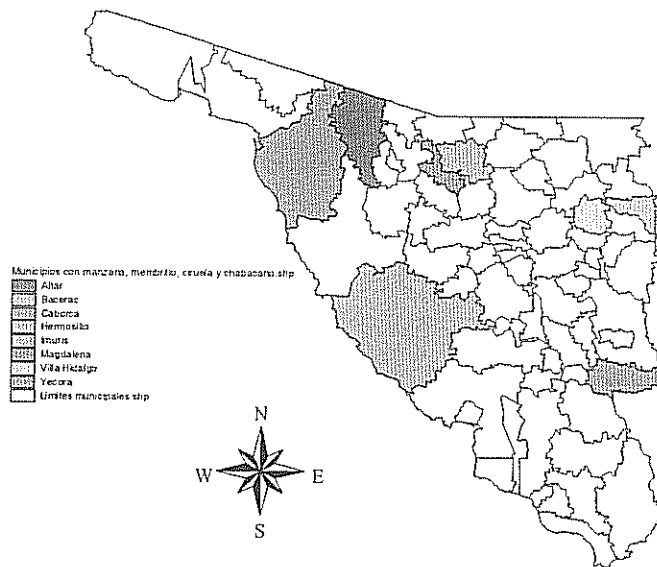 Municipios con manzano, membrillo, ciruela y chabacano.shp
Altar
Bacerac
Caborca
Hermosillo
Imuris
Magdalena
Villa Hidalgo
Yecora
Limites municipales shp
N
W E
S